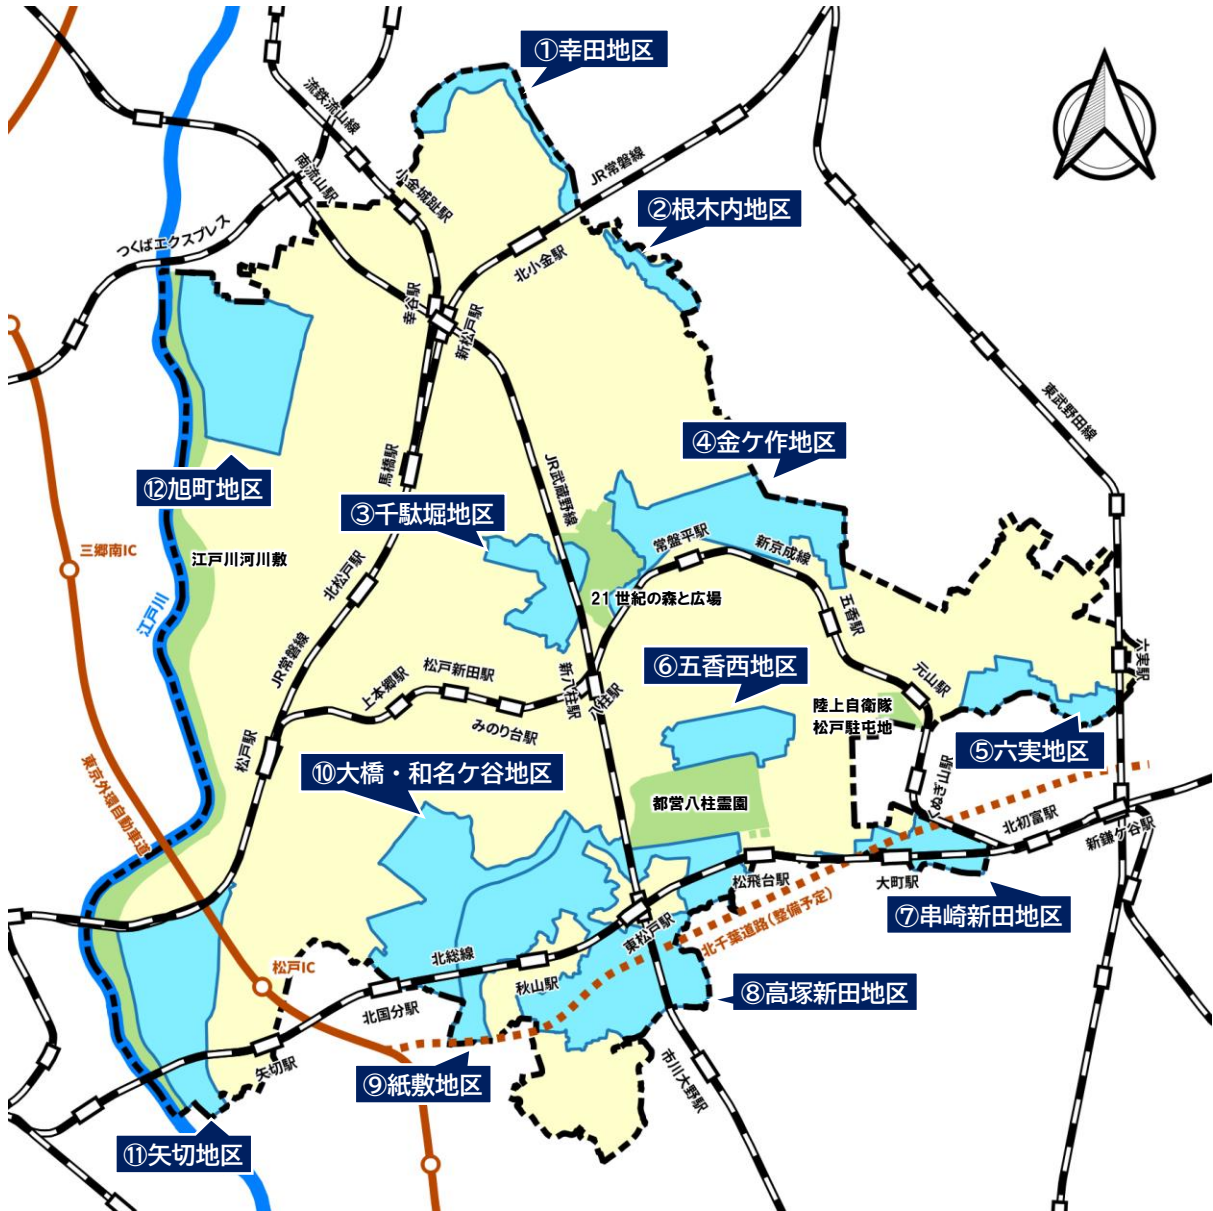 ①幸田地区
流鉄流山線
南流山駅
小金城趾駅
JR常磐線
②根木内地区
つくばエクスプレス
北小金駅
幸谷駅
新松戸駅
東武野田線
④金ケ作地区
馬橋駅
JR武蔵野線
⑫旭町地区
③千駄堀地区
常盤平駅
新京成線
三郷南IC
江戸川河川敷
北松戸駅
21世紀の森と広場
江戸川
五香駅
JR常磐線
松戸新田駅
上本郷駅
新八柱駅
八柱駅
⑥五香西地区
元山駅
六実駅
みのり台駅
陸上自衛隊
松戸駐屯地
松戸駅
⑤六実地区
⑩大橋・和名ケ谷地区
東京外環自動車道
都営八柱霊園
くぬぎ山駅
北初富駅
新鎌ケ谷駅
松飛台駅
大町駅
⑦串崎新田地区
東松戸駅
北千葉道路(整備予定)
北総線
松戸IC
秋山駅
⑧高塚新田地区
北国分駅
矢切駅
⑨紙敷地区
市川大野駅
⑪矢切地区